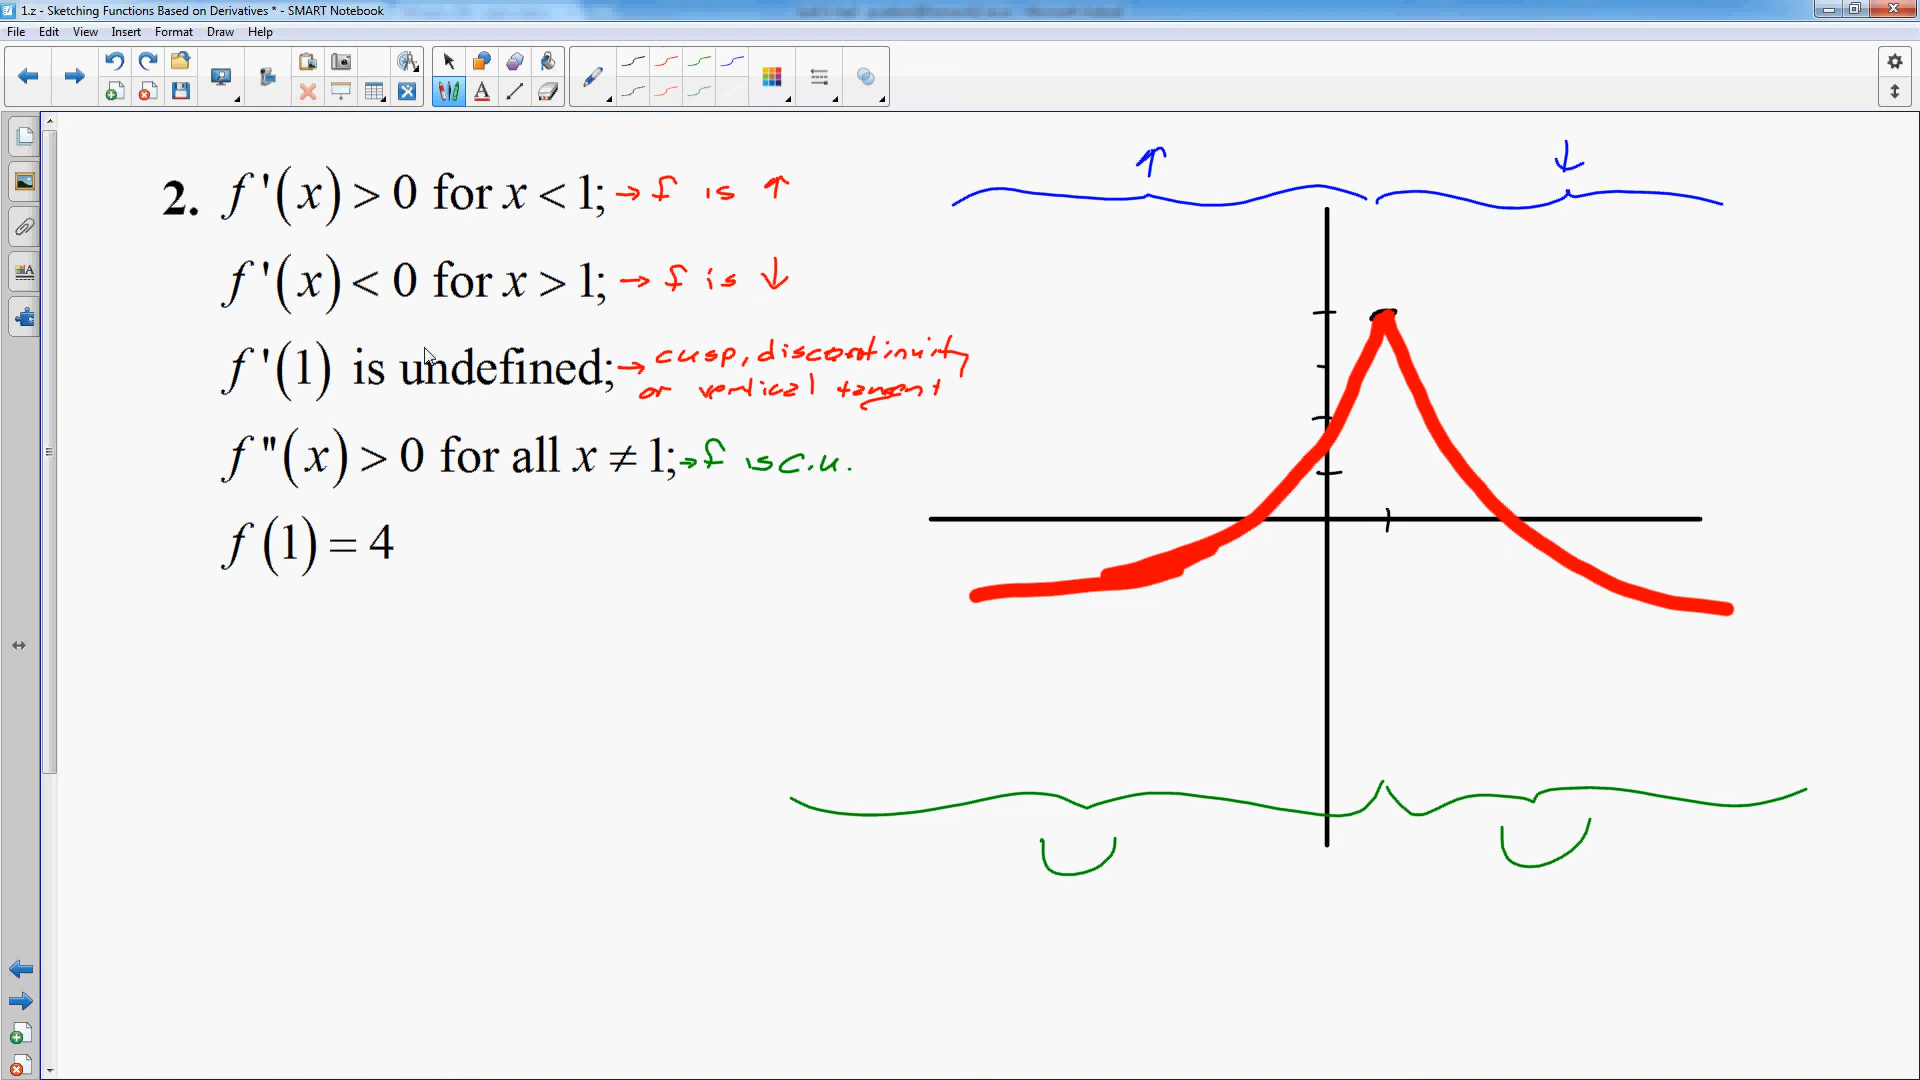 1.z - Sketching Functions Based on Derivatives * - SMART Notebook
File Edit View Insert Format Draw Help
2. f '(x) > 0 for x < 1; → f is ↑
f '(x) < 0 for x > 1; → f is ↓
f '(1) is undefined; → cusp, discontinuity
or vertical tangent
f "(x) > 0 for all x ≠ 1; → f is c.u.
f (1) = 4